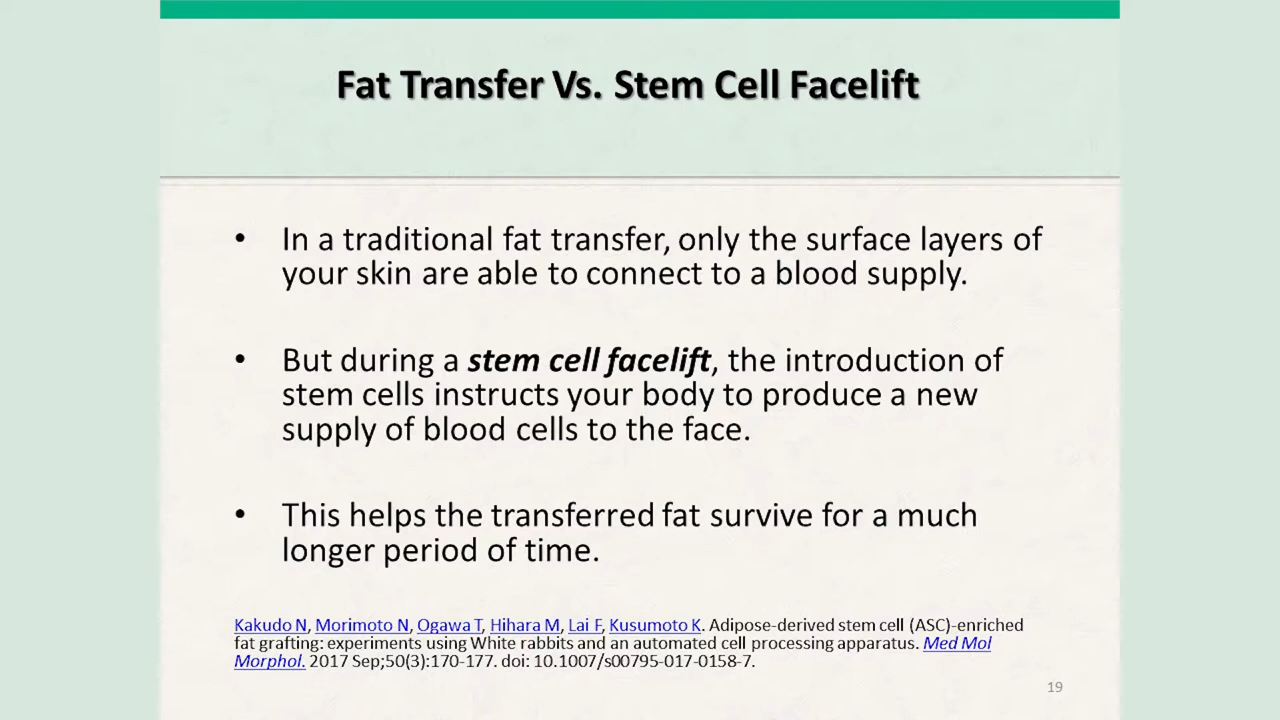 Fat Transfer Vs. Stem Cell Facelift
• In a traditional fat transfer, only the surface layers of
your skin are able to connect to a blood supply.
• But during a stem cell facelift, the introduction of
stem cells instructs your body to produce a new
supply of blood cells to the face.
• This helps the transferred fat survive for a much
longer period of time.
Kakudo N, Morimoto N, Ogawa T, Hihara M, Lai F, Kusumoto K. Adipose-derived stem cell (ASC)-enriched
fat grafting: experiments using White rabbits and an automated cell processing apparatus. Med Mol
Morphol. 2017 Sep;50(3):170-177. doi: 10.1007/s00795-017-0158-7.
19